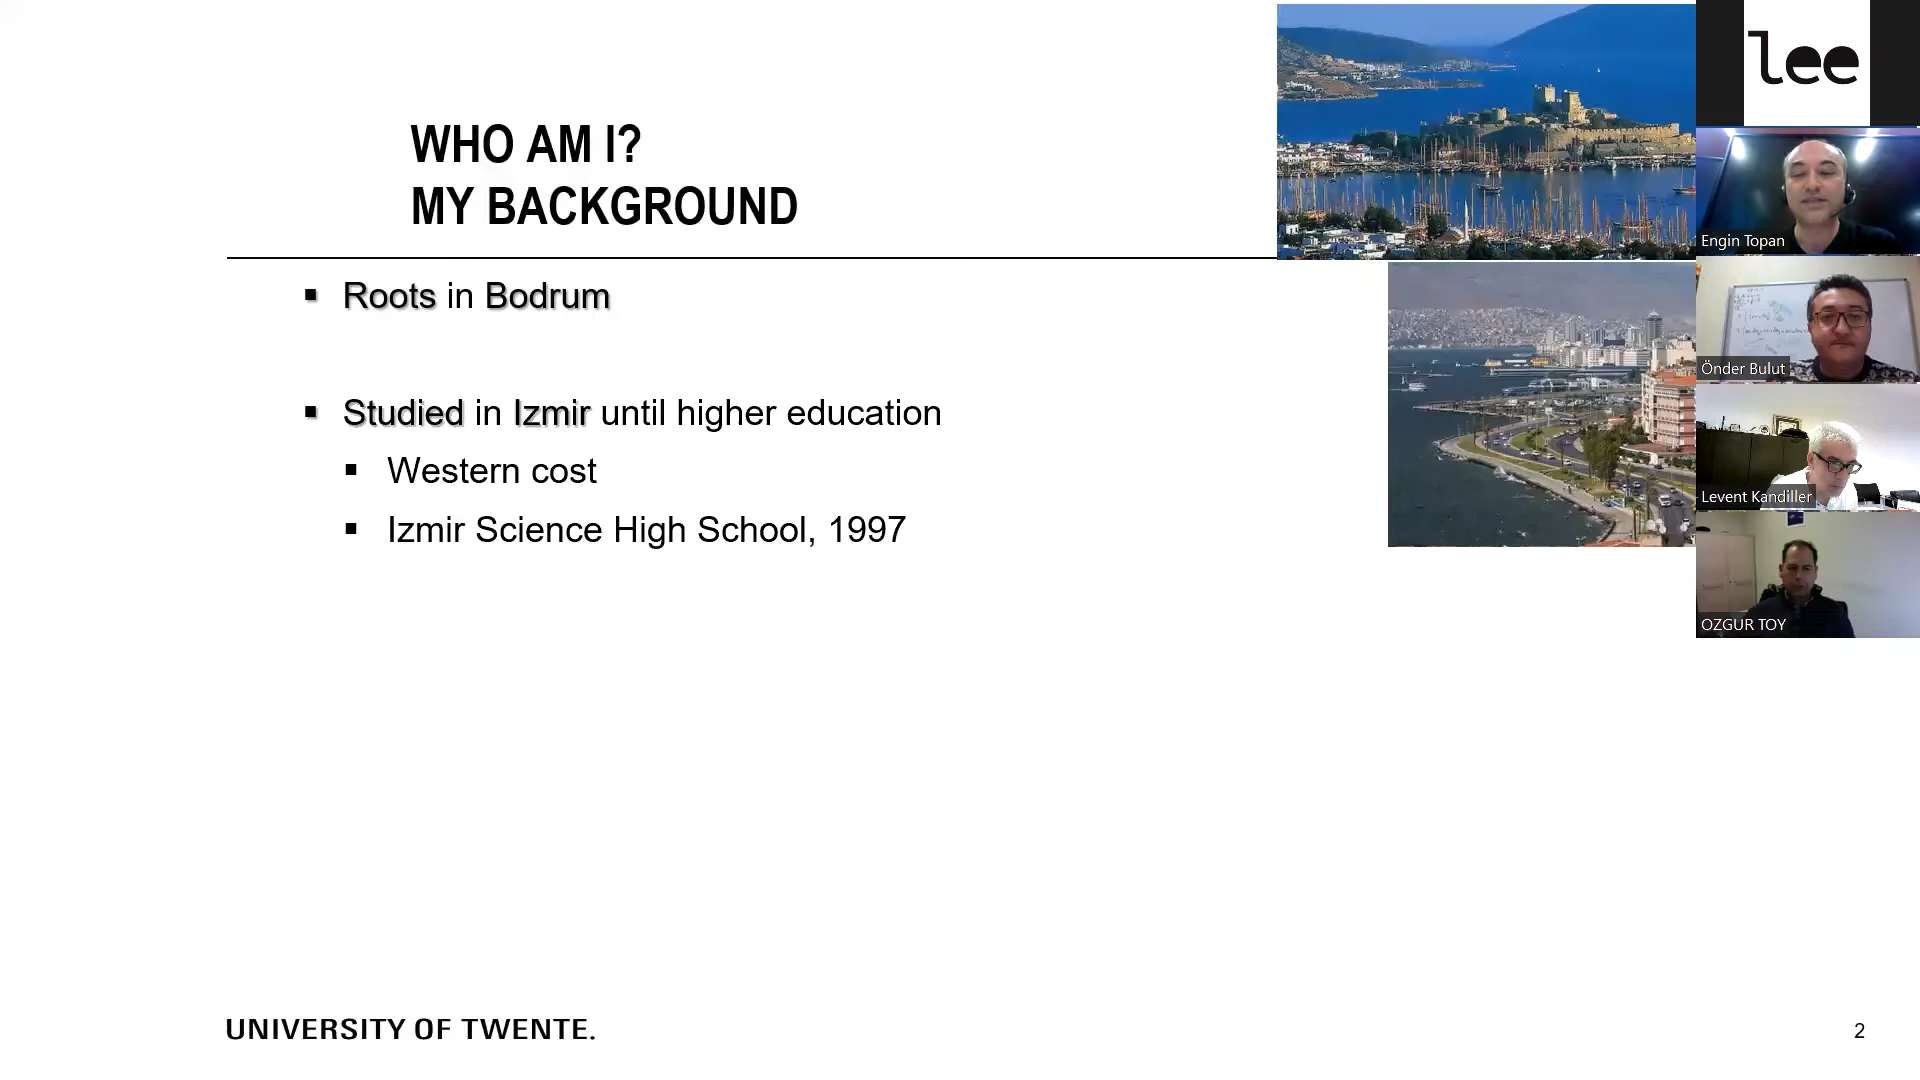 WHO AM I?
MY BACKGROUND
Roots in Bodrum
Studied in Izmir until higher education
Western cost
Izmir Science High School, 1997
UNIVERSITY OF TWENTE.
2
lee
Engin Topan
Önder Bulut
Levent Kandiller
OZGUR TOY